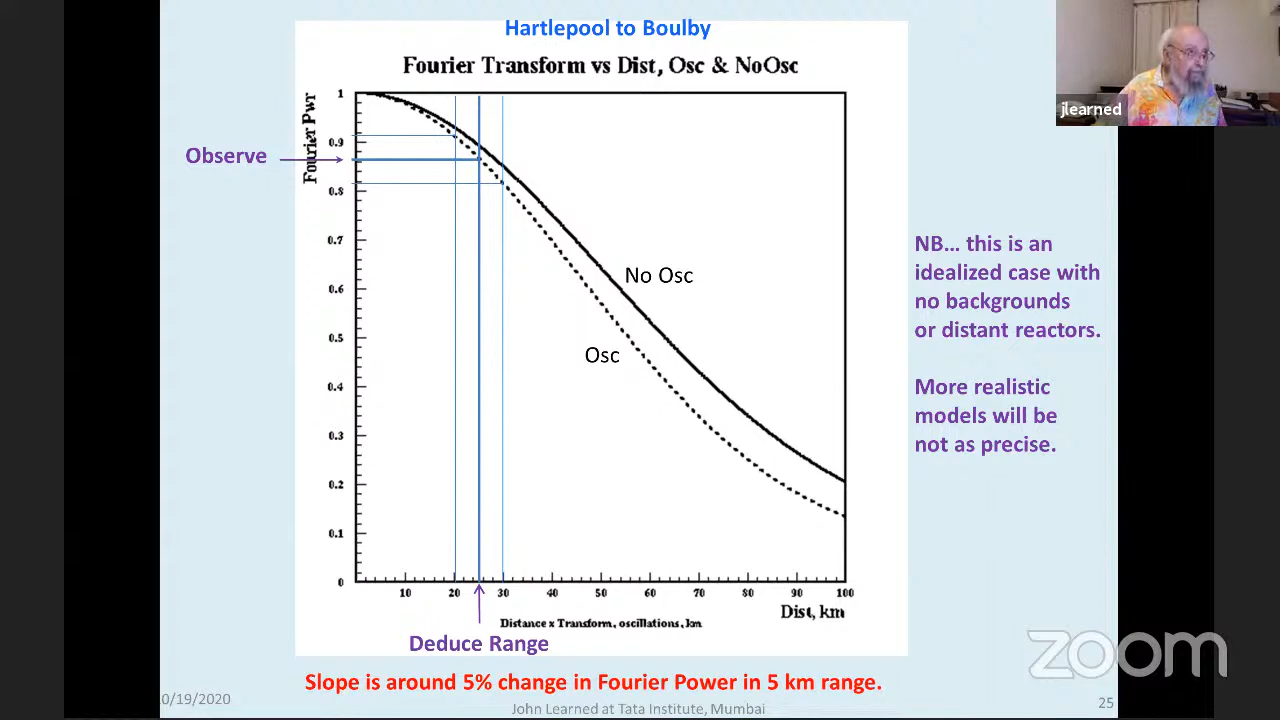 Hartlepool to Boulby
Fourier Transform vs Dist, Osc & NoOsc
jlearned
Fourier Pwr
1
0.9
0.8
0.7
0.6
0.5
0.4
0.3
0.2
0.1
0
Observe
No Osc
Osc
10 20 30 40 50 60 70 80 90 100
Dist, km
Distance x Transform, oscillations, km
Deduce Range
NB... this is an
idealized case with
no backgrounds
or distant reactors.
More realistic
models will be
not as precise.
zoom
Slope is around 5% change in Fourier Power in 5 km range.
0/19/2020
John Learned at Tata Institute, Mumbai
25